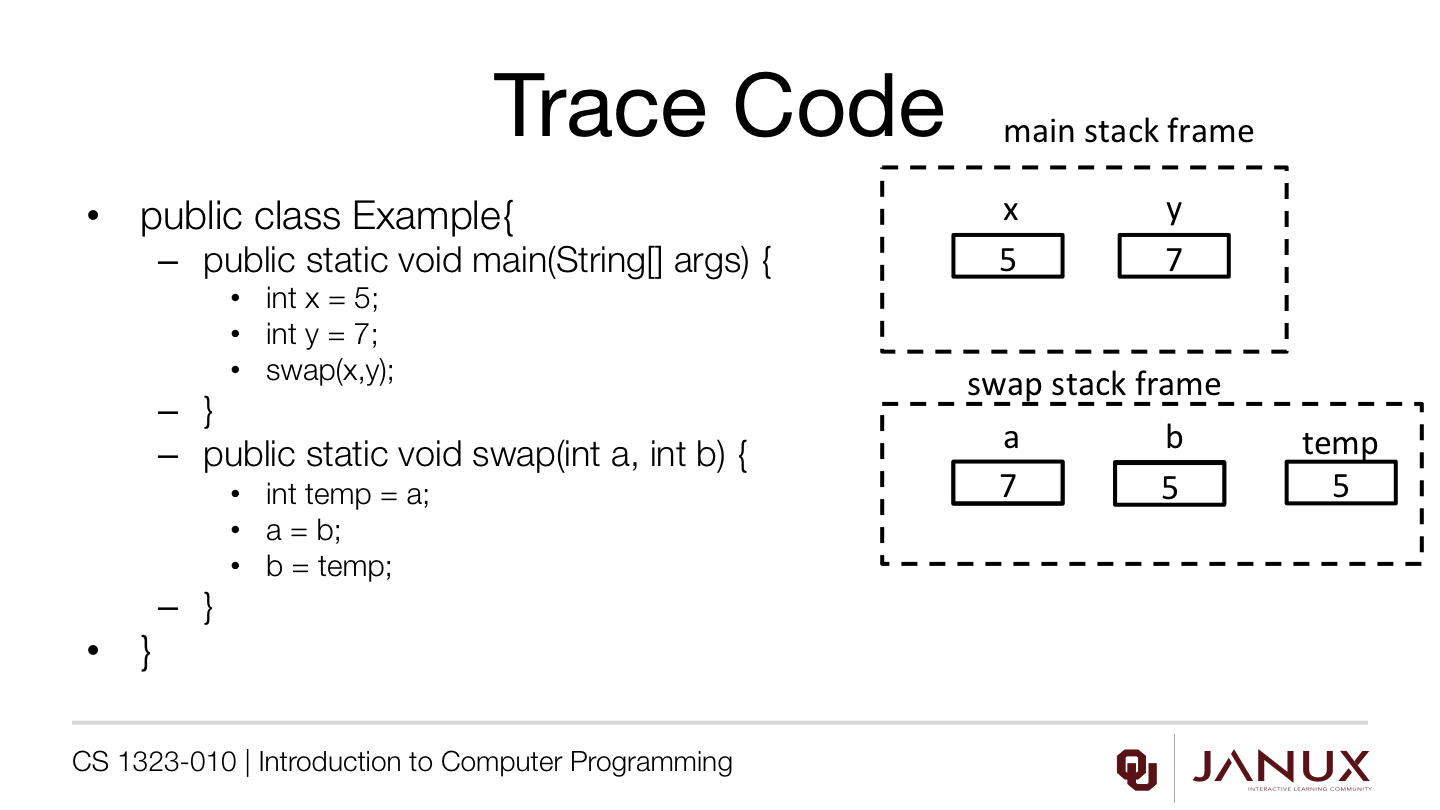 Trace Code
• public class Example{
– public static void main(String[] args) {
• int x = 5;
• int y = 7;
• swap(x,y);
– }
– public static void swap(int a, int b) {
• int temp = a;
• a = b;
• b = temp;
– }
• }
main stack frame
x y
5 7
swap stack frame
a b temp
7 5 5
CS 1323-010 | Introduction to Computer Programming
OU JANUX
INTERACTIVE LEARNING COMMUNITY